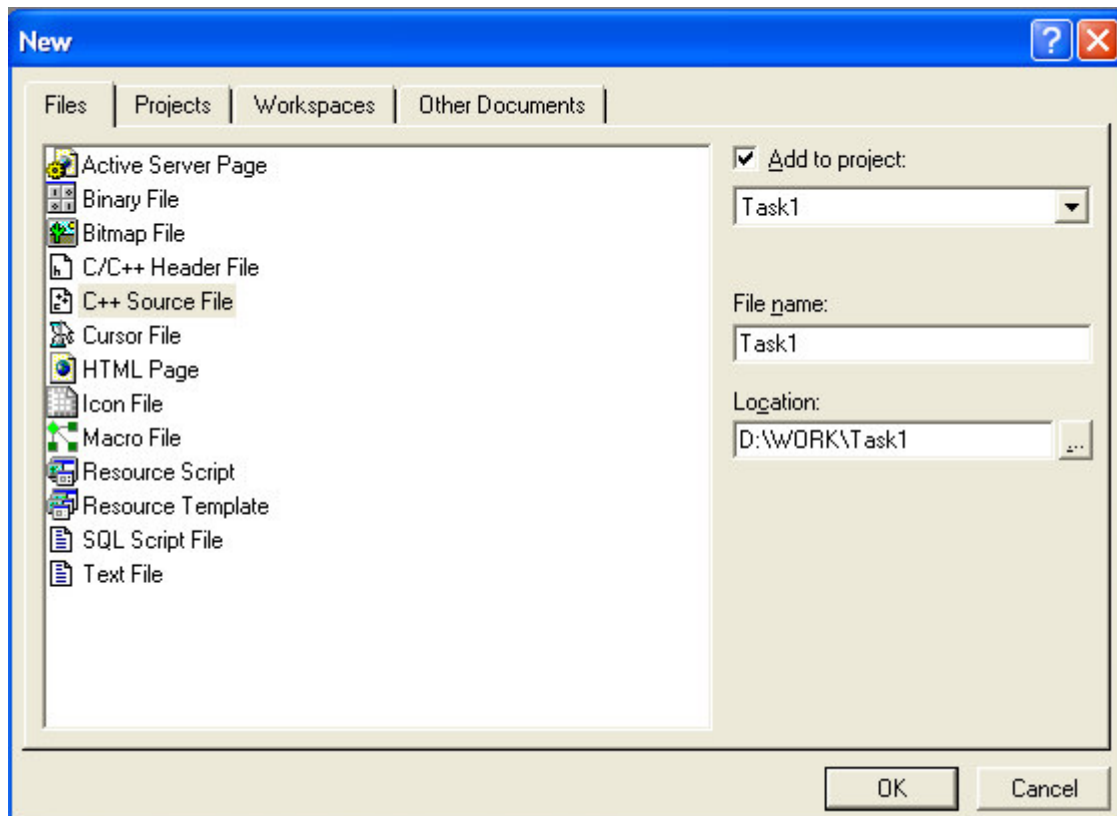 New
Files
Projects
Workspaces
Other Documents
Active Server Page
Binary File
Bitmap File
C/C++ Header File
C++ Source File
Cursor File
HTML Page
Icon File
Macro File
Resource Script
Resource Template
SQL Script File
Text File
Add to project:
Task1
File name:
Task1
Location:
D:\WORK\Task1
...
OK
Cancel